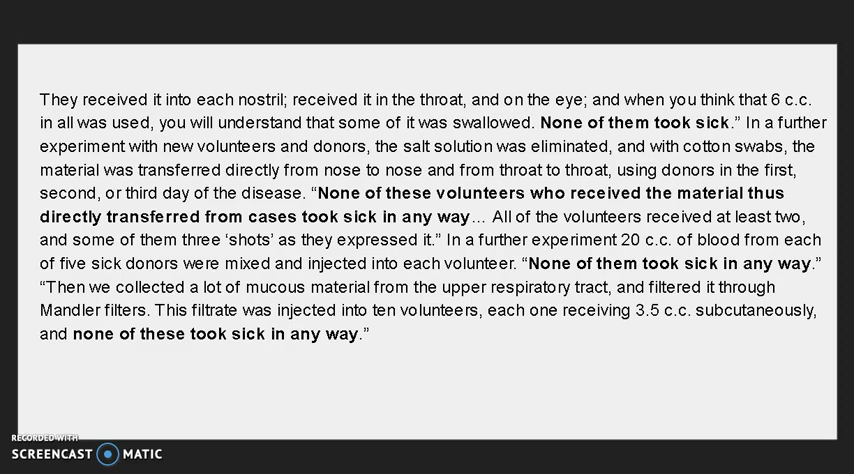 They received it into each nostril; received it in the throat, and on the eye; and when you think that 6 c.c.
in all was used, you will understand that some of it was swallowed. None of them took sick.” In a further
experiment with new volunteers and donors, the salt solution was eliminated, and with cotton swabs, the
material was transferred directly from nose to nose and from throat to throat, using donors in the first,
second, or third day of the disease. “None of these volunteers who received the material thus
directly transferred from cases took sick in any way… All of the volunteers received at least two,
and some of them three ‘shots’ as they expressed it.” In a further experiment 20 c.c. of blood from each
of five sick donors were mixed and injected into each volunteer. “None of them took sick in any way.”
“Then we collected a lot of mucous material from the upper respiratory tract, and filtered it through
Mandler filters. This filtrate was injected into ten volunteers, each one receiving 3.5 c.c. subcutaneously,
and none of these took sick in any way.”
RECORDED WITH
SCREENCAST MATIC